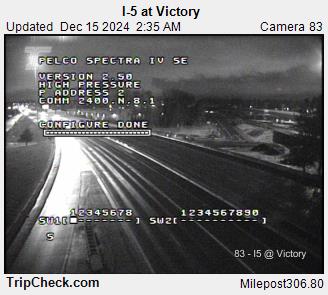 I-5 at Victory
Updated Dec 15 2024 2:35 AM Camera 83
PELCO SPECTRA IV SE
VERSION 2.50
HIGH PRESSURE
P ADDRESS 2
COMM 2400.N.8.1
CONFIGURE DONE
12345678 1234567890
SW1[■-------] SW2[----------]
S
83 - I5 @ Victory
TripCheck.com Milepost306.80